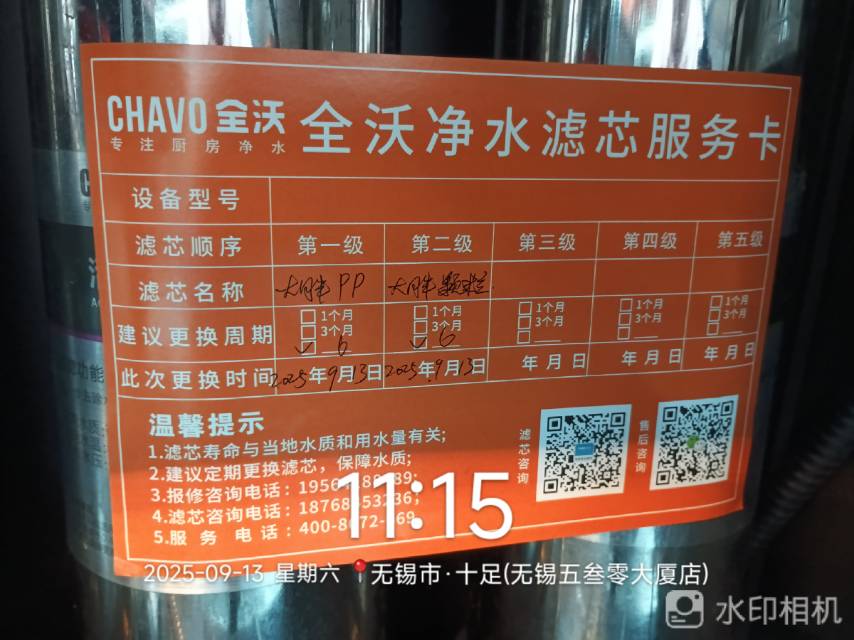 CHAVO 全沃
专注厨房净水
全沃净水滤芯服务卡
设备型号
滤芯顺序 第一级 第二级 第三级 第四级 第五级
滤芯名称 大胖PP 大胖颗粒
建议更换周期
□1个月 □1个月 □1个月 □1个月 □1个月
□3个月 □3个月 □3个月 □3个月 □3个月
✓ 6 ✓ 6 □ □ □
此次更换时间 2025年9月13日 2025年9月13日 年月日 年月日 年月日
温馨提示
1.滤芯寿命与当地水质和用水量有关;
2.建议定期更换滤芯，保障水质;
3.报修咨询电话:
4.滤芯咨询电话:
5.服务电话:
滤芯咨询
售后咨询
11:15
2025-09-13 星期六 无锡市·十足(无锡五叁零大厦店)
水印相机